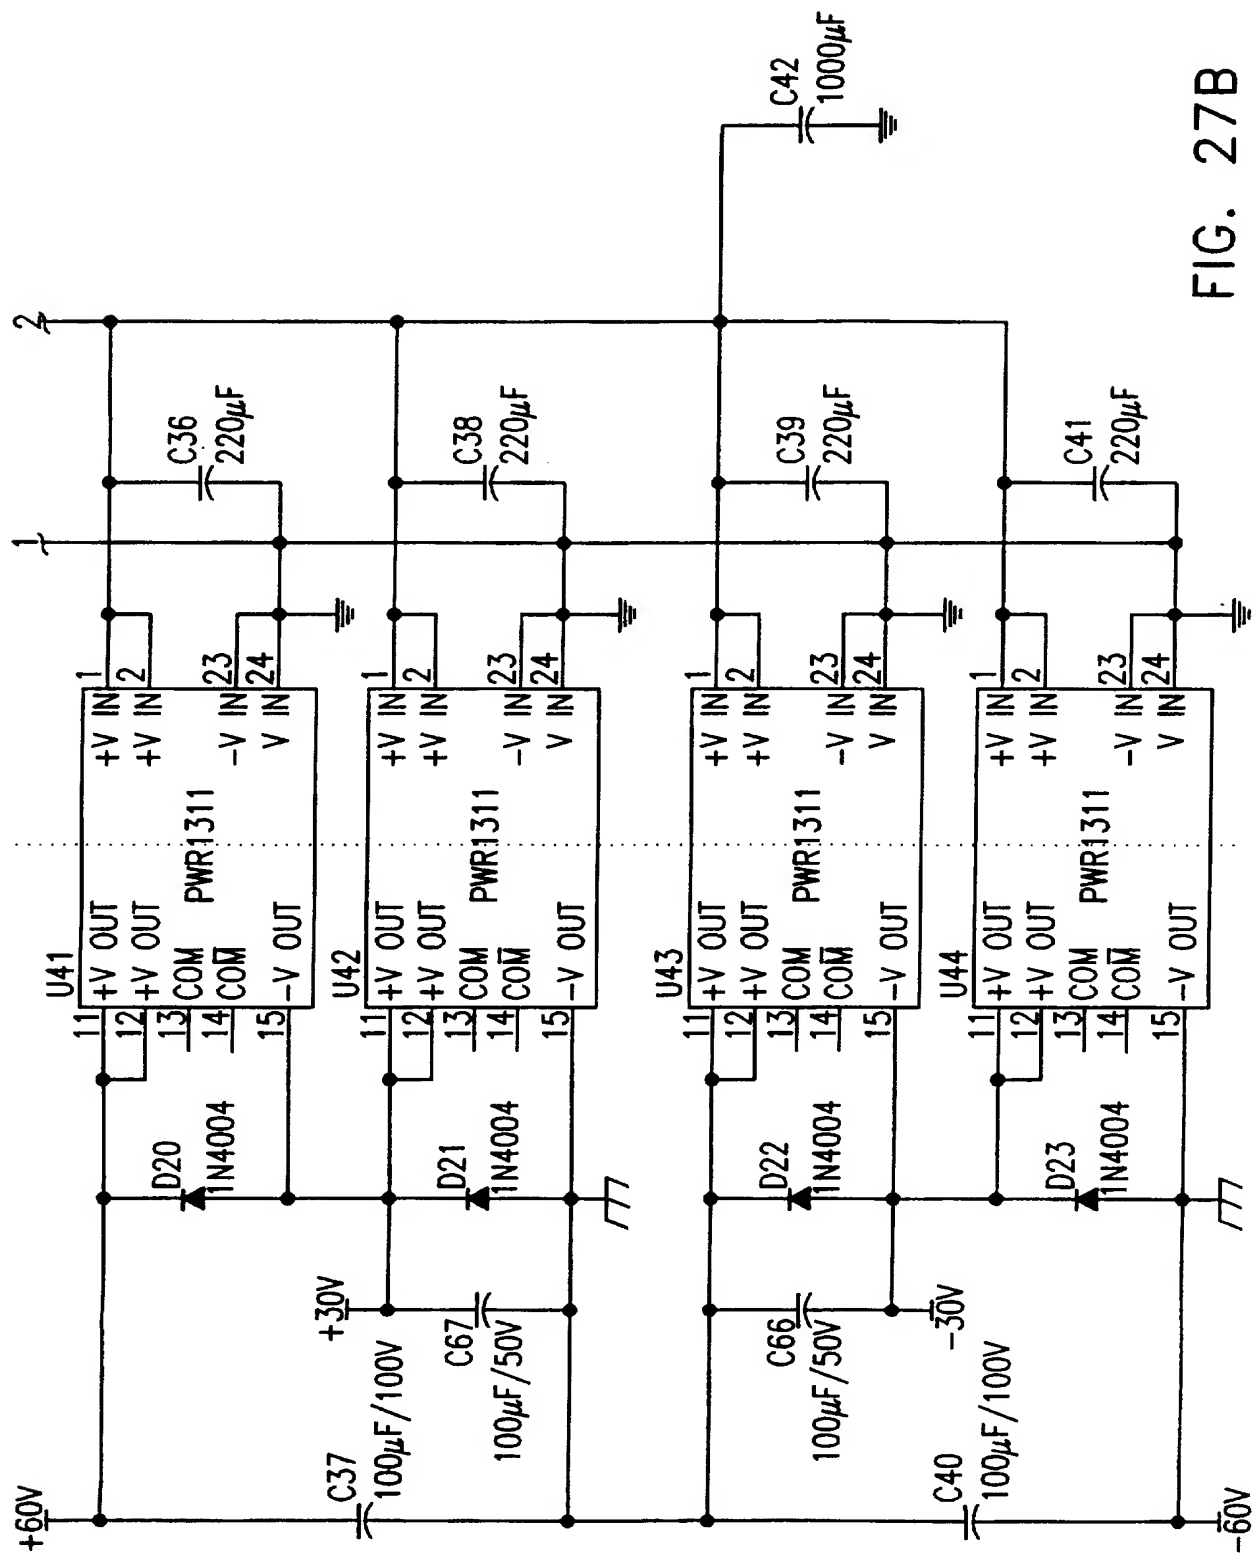 +60V
C37
100µF/100V
+30V
C67
100µF/50V
C66
100µF/50V
-30V
C40
100µF/100V
-60V
D20
1N4004
D21
1N4004
D22
1N4004
D23
1N4004
U41
11 +V OUT
12 +V OUT
13 COM
14 COM
15 -V OUT
PWR1311
+V IN 1
+V IN 2
-V IN 23
V IN 24
U42
11 +V OUT
12 +V OUT
13 COM
14 COM
15 -V OUT
PWR1311
+V IN 1
+V IN 2
-V IN 23
V IN 24
U43
11 +V OUT
12 +V OUT
13 COM
14 COM
15 -V OUT
PWR1311
+V IN 1
+V IN 2
-V IN 23
V IN 24
U44
11 +V OUT
12 +V OUT
13 COM
14 COM
15 -V OUT
PWR1311
+V IN 1
+V IN 2
-V IN 23
V IN 24
1
2
C36
220µF
C38
220µF
C39
220µF
C41
220µF
C42
1000µF
FIG. 27B